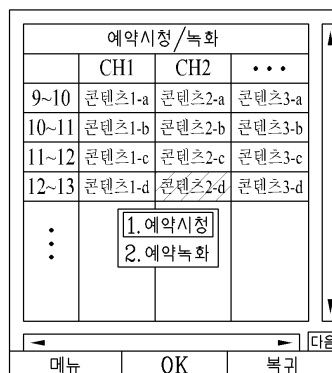 예약시청/녹화
CH1 CH2 ···
9~10 콘텐츠1-a 콘텐츠2-a 콘텐츠3-a
10~11 콘텐츠1-b 콘텐츠2-b 콘텐츠3-b
11~12 콘텐츠1-c 콘텐츠2-c 콘텐츠3-c
12~13 콘텐츠1-d 콘텐츠2-d 콘텐츠3-d
1.예약시청
2.예약녹화
다음
메뉴 OK 복귀